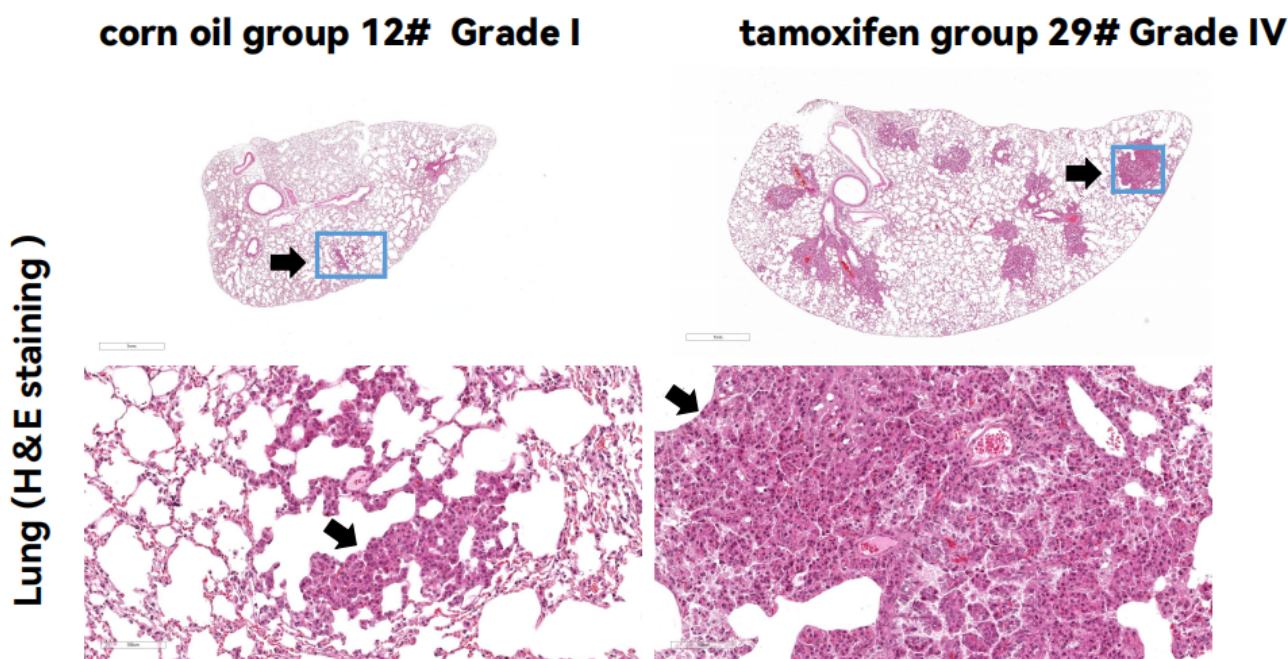 corn oil group 12# Grade I
tamoxifen group 29# Grade IV
Lung (H&E staining )